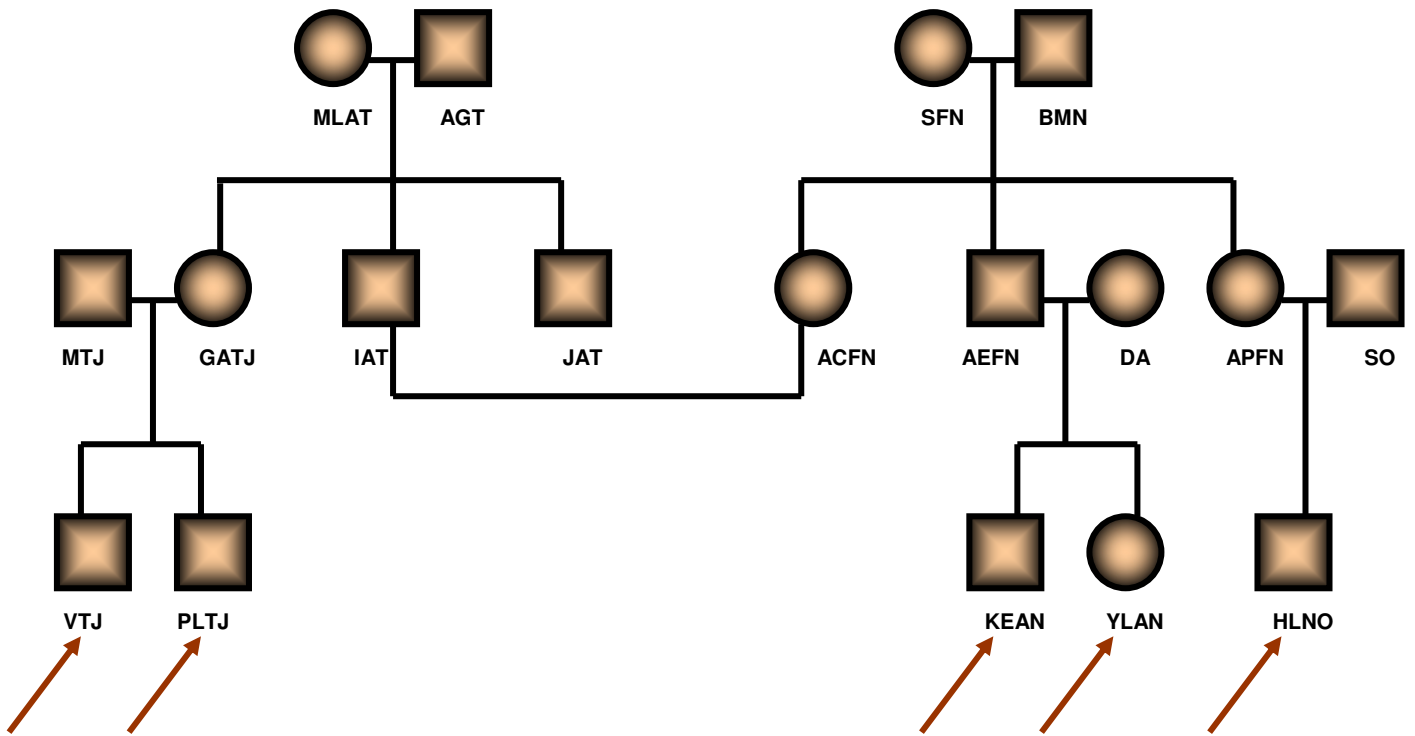 MLAT AGT SFN BMN
MTJ GATJ IAT JAT ACFN AEFN DA APFN SO
VTJ PLTJ KEAN YLAN HLNO